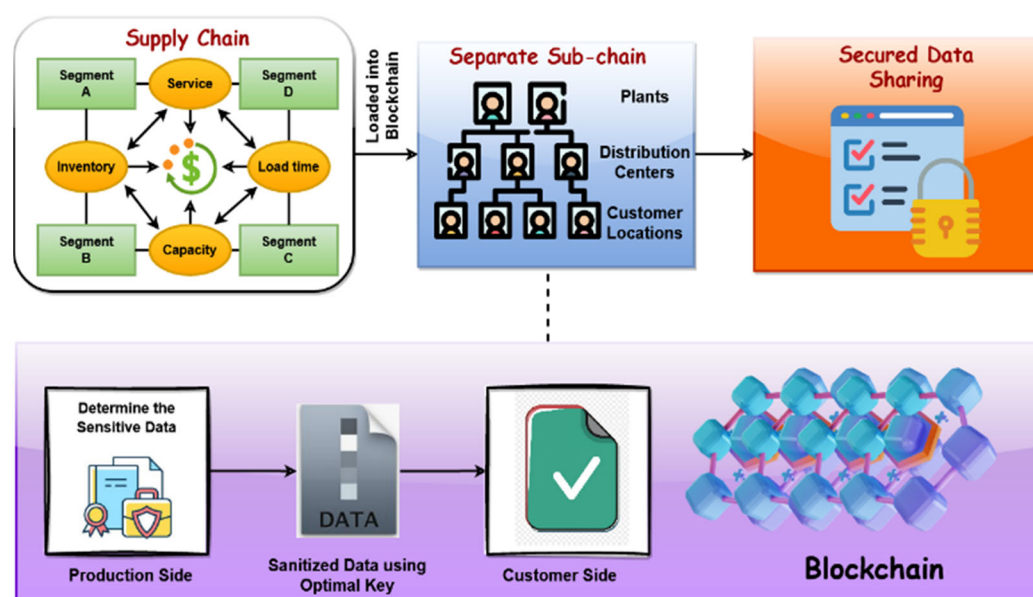 Supply Chain
Segment
A
Service
Segment
D
Inventory
$
Load time
Segment
B
Capacity
Segment
C
Loaded into
Blockchain
Separate Sub-chain
Plants
Distribution
Centers
Customer
Locations
Secured Data
Sharing
Determine the
Sensitive Data
Production Side
DATA
Sanitized Data using
Optimal Key
Customer Side
Blockchain